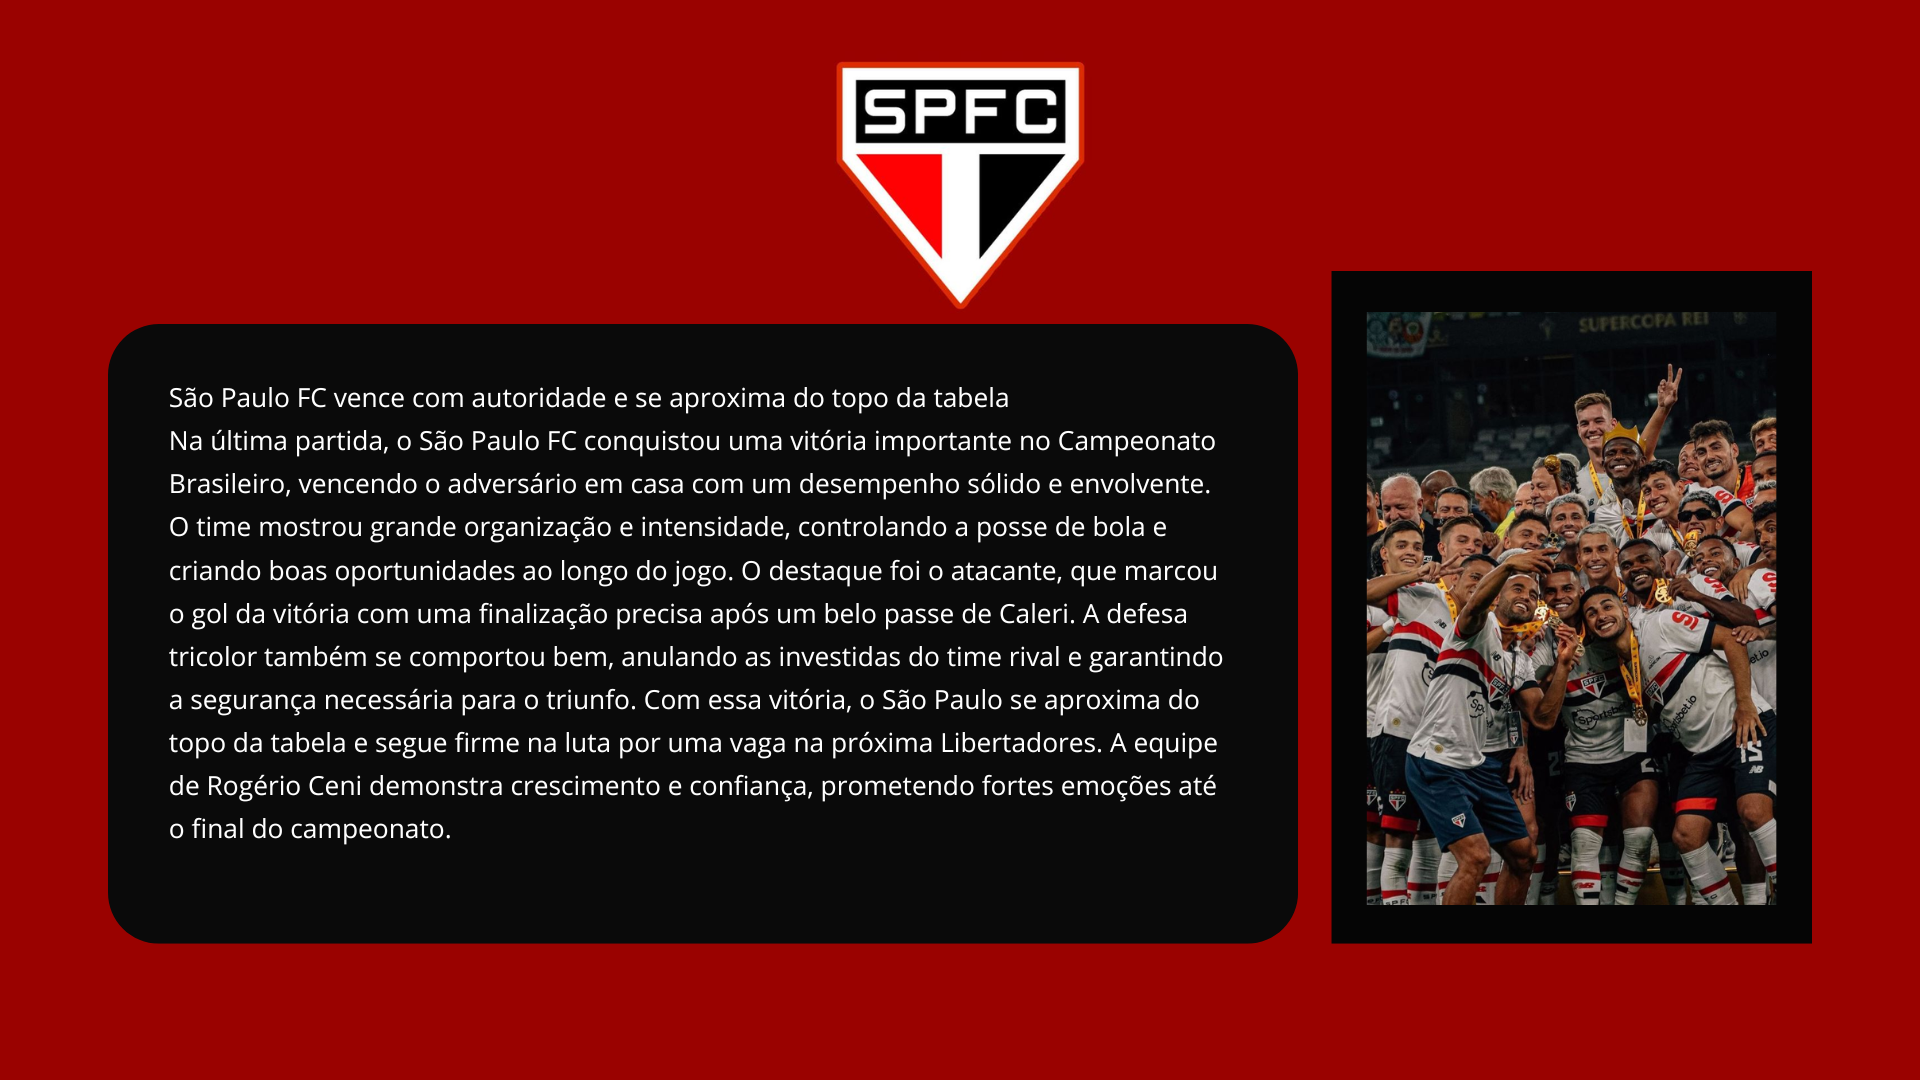 SPFC
São Paulo FC vence com autoridade e se aproxima do topo da tabela
Na última partida, o São Paulo FC conquistou uma vitória importante no Campeonato
Brasileiro, vencendo o adversário em casa com um desempenho sólido e envolvente.
O time mostrou grande organização e intensidade, controlando a posse de bola e
criando boas oportunidades ao longo do jogo. O destaque foi o atacante, que marcou
o gol da vitória com uma finalização precisa após um belo passe de Caleri. A defesa
tricolor também se comportou bem, anulando as investidas do time rival e garantindo
a segurança necessária para o triunfo. Com essa vitória, o São Paulo se aproxima do
topo da tabela e segue firme na luta por uma vaga na próxima Libertadores. A equipe
de Rogério Ceni demonstra crescimento e confiança, prometendo fortes emoções até
o final do campeonato.
SUPERCOPA REI
SPFC
15
NB